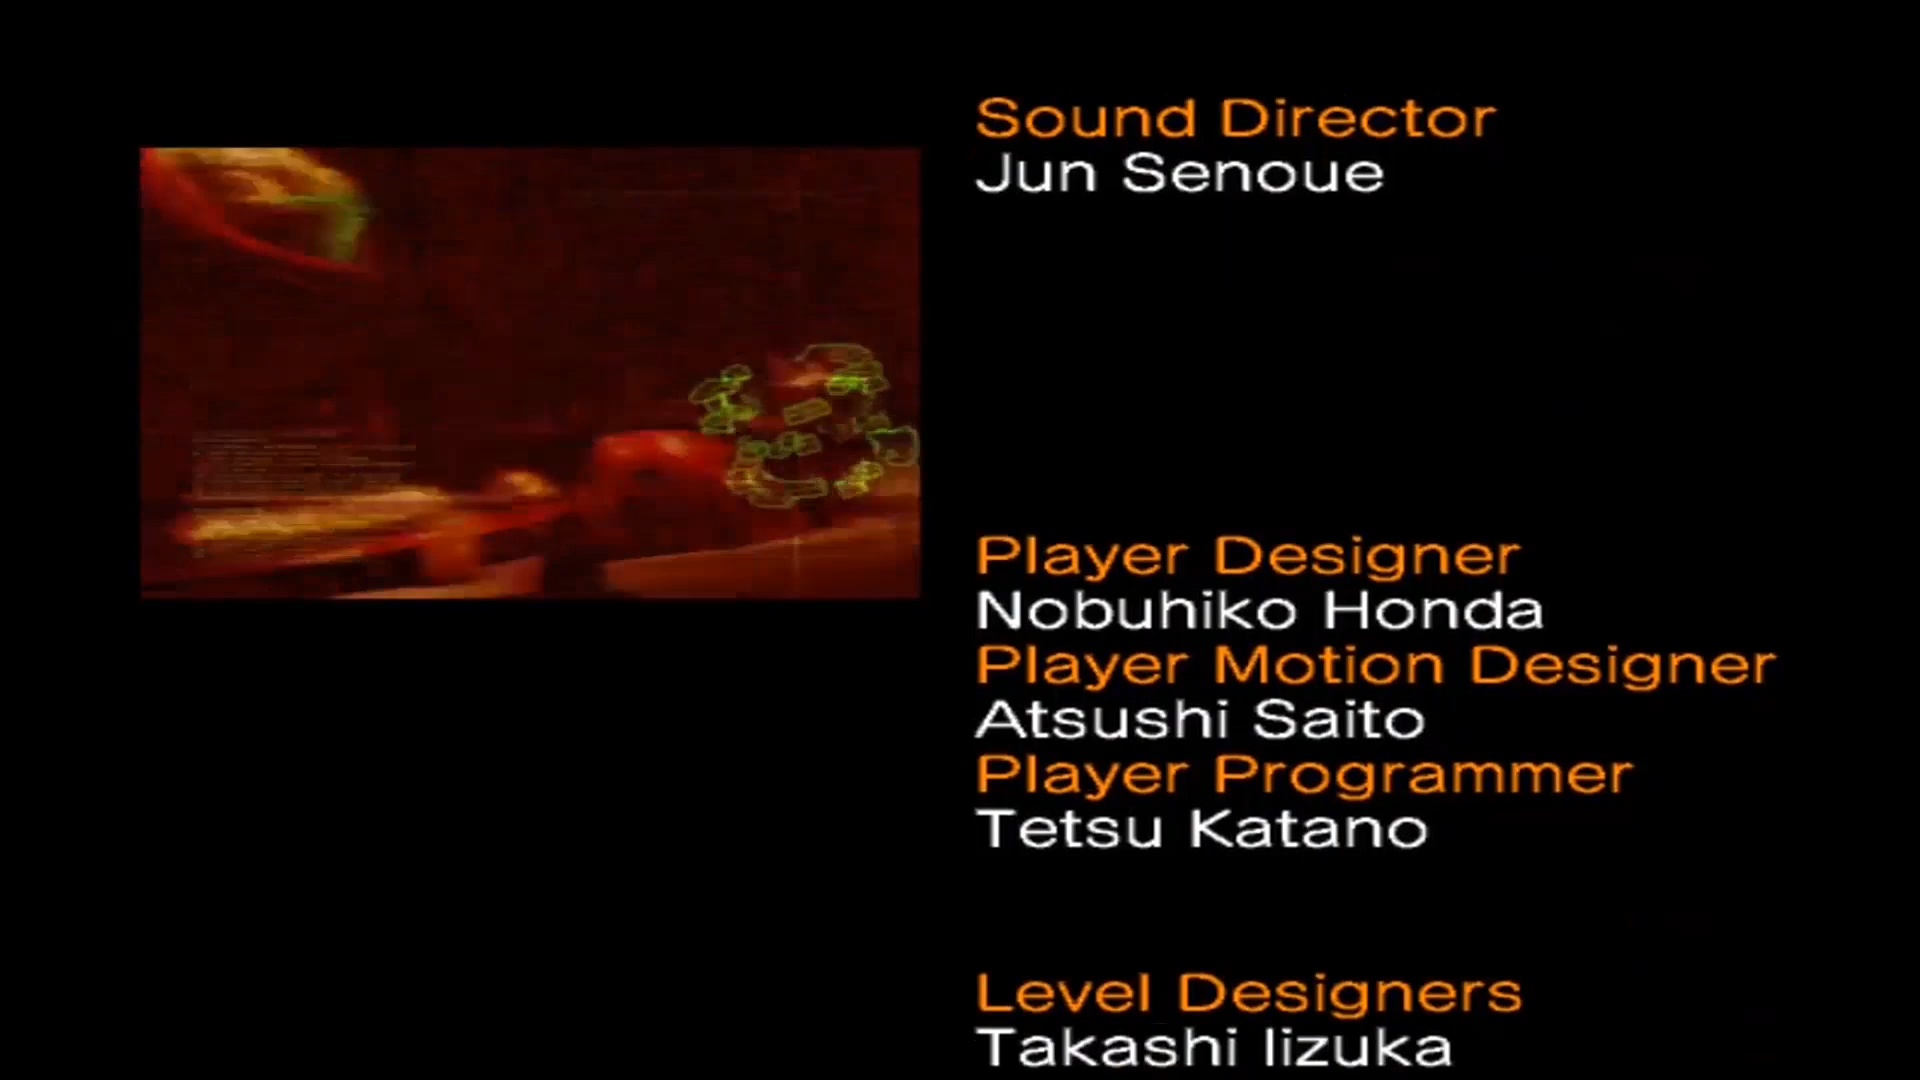 Sound Director
Jun Senoue
Player Designer
Nobuhiko Honda
Player Motion Designer
Atsushi Saito
Player Programmer
Tetsu Katano
Level Designers
Takashi Iizuka